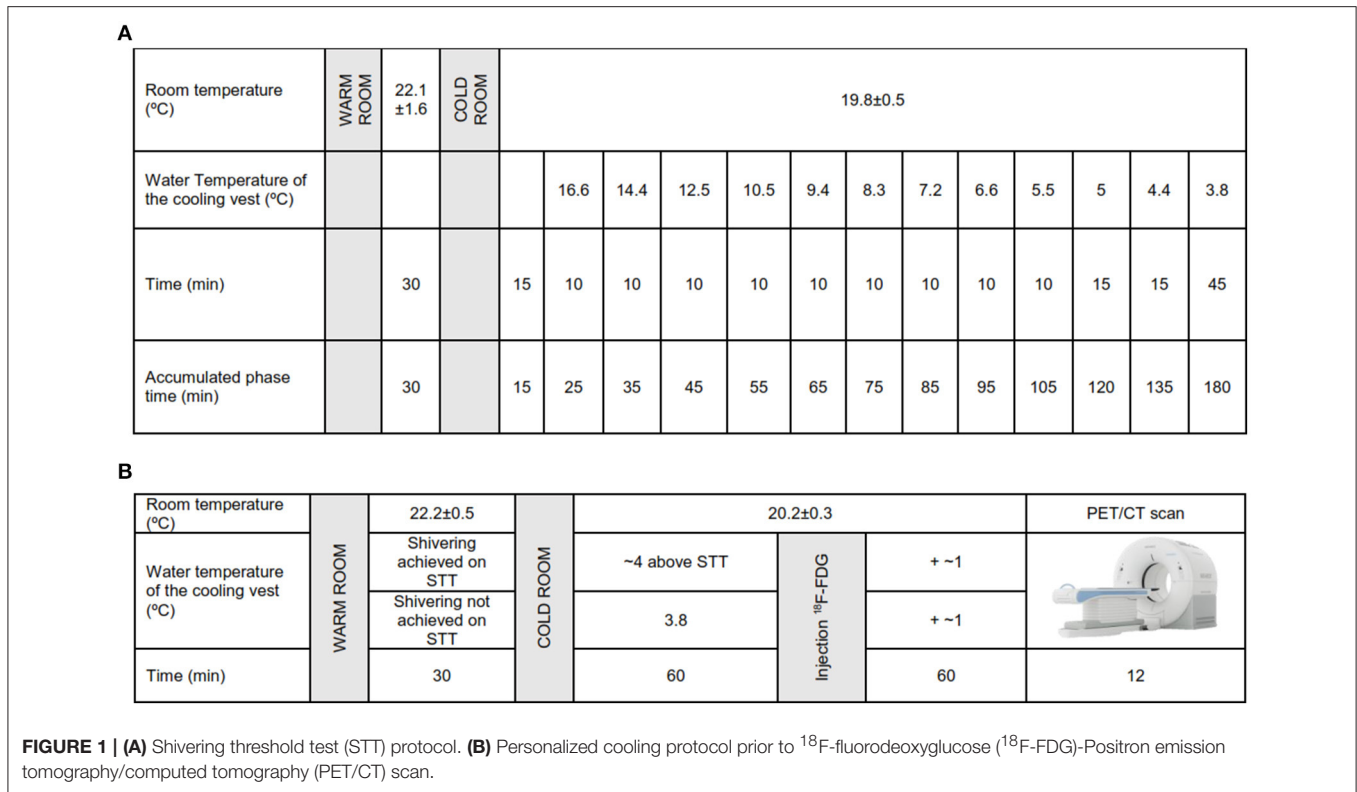 A
Room temperature
(ºC)
WARM
ROOM
22.1
±1.6
COLD
ROOM
19.8±0.5
Water Temperature of
the cooling vest (ºC)
16.6 14.4 12.5 10.5 9.4 8.3 7.2 6.6 5.5 5 4.4 3.8
Time (min) 30 15 10 10 10 10 10 10 10 10 10 15 15 45
Accumulated phase
time (min)
30 15 25 35 45 55 65 75 85 95 105 120 135 180
B
Room temperature
(ºC)
WARM ROOM
22.2±0.5
COLD ROOM
20.2±0.3
PET/CT scan
Water temperature
of the cooling vest
(ºC)
Shivering
achieved on
STT
~4 above STT
Injection ¹⁸F-FDG
+ ~1
Shivering not
achieved on
STT
3.8
+ ~1
Time (min) 30 60 60 12
FIGURE 1 | (A) Shivering threshold test (STT) protocol. (B) Personalized cooling protocol prior to ¹⁸F-fluorodeoxyglucose (¹⁸F-FDG)-Positron emission
tomography/computed tomography (PET/CT) scan.